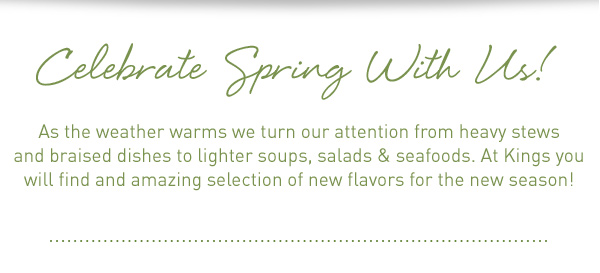 Celebrate Spring With Us!
As the weather warms we turn our attention from heavy stews
and braised dishes to lighter soups, salads & seafoods. At Kings you
will find and amazing selection of new flavors for the new season!